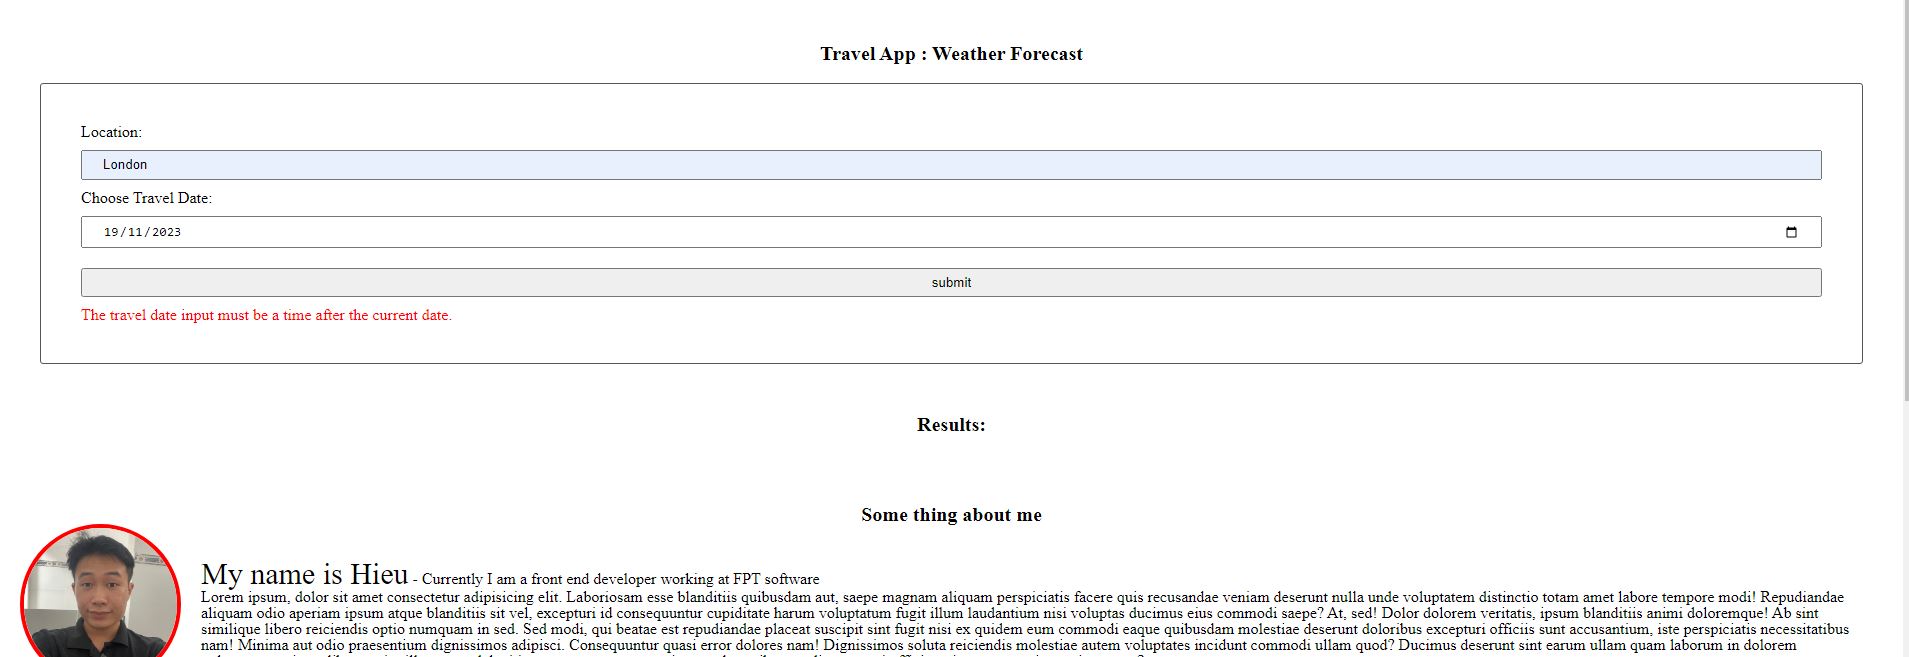 Travel App : Weather Forecast
Location:
London
Choose Travel Date:
19/11/2023
submit
The travel date input must be a time after the current date.
Results:
Some thing about me
My name is Hieu - Currently I am a front end developer working at FPT software
Lorem ipsum, dolor sit amet consectetur adipisicing elit. Laboriosam esse blanditiis quibusdam aut, saepe magnam aliquam perspiciatis facere quis recusandae veniam deserunt nulla unde voluptatem distinctio totam amet labore tempore modi! Repudiandae
aliquam odio aperiam ipsum atque blanditiis sit vel, excepturi id consequuntur cupiditate harum voluptatum fugit illum laudantium nisi voluptas ducimus eius commodi saepe? At, sed! Dolor dolorem veritatis, ipsum blanditiis animi doloremque! Ab sint
similique libero reiciendis optio numquam in sed. Sed modi, qui beatae est repudiandae placeat suscipit sint fugit nisi ex quidem eum commodi eaque quibusdam molestiae deserunt doloribus excepturi officiis sunt accusantium, iste perspiciatis necessitatibus
nam! Minima aut odio praesentium dignissimos adipisci. Consequuntur quasi error dolores nam! Dignissimos soluta reiciendis molestiae autem voluptates incidunt commodi ullam quod? Ducimus deserunt sint earum ullam quam laborum in dolorem